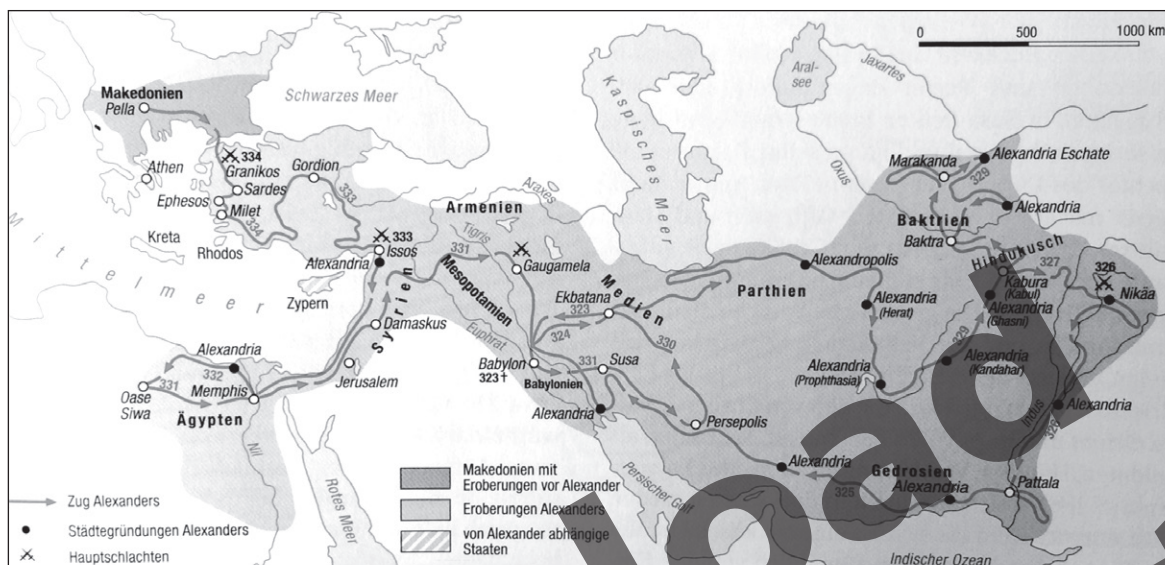 0 500 1000 km
Makedonien
Pella
Schwarzes Meer
Kaspisches Meer
Aral-
see
Jaxartes
Oxus
334
Granikos
Athen
Sardes
Ephesos
Milet
334
Gordion
333
Kreta
Rhodos
Mittelmeer
Zypern
333
Issos
Alexandria
Armenien
Araxes
Tigris
331
Gaugamela
Mesopotamien
Euphrat
Syrien
Damaskus
Jerusalem
Alexandria
332
331
Memphis
Oase
Siwa
Ägypten
Nil
Rotes Meer
Medien
Ekbatana
323
324
330
Babylon
323 †
331
Babylonien
Susa
Alexandria
Persepolis
Persischer Golf
Parthien
Alexandropolis
Alexandria
(Herat)
Alexandria
(Prophthasia)
Marakanda
Alexandria Eschate
329
Alexandria
Baktrien
Baktra
Hindukusch
327
Kabura
(Kabul)
Alexandria
(Ghasni)
329
Alexandria
(Kandahar)
326
Nikäa
Alexandria
Indus
326
Pattala
Gedrosien
Alexandria
Alexandria
325
Indischer Ozean
Zug Alexanders
Städtegründungen Alexanders
Hauptschlachten
Makedonien mit
Eroberungen vor Alexander
Eroberungen Alexanders
von Alexander abhängige
Staaten